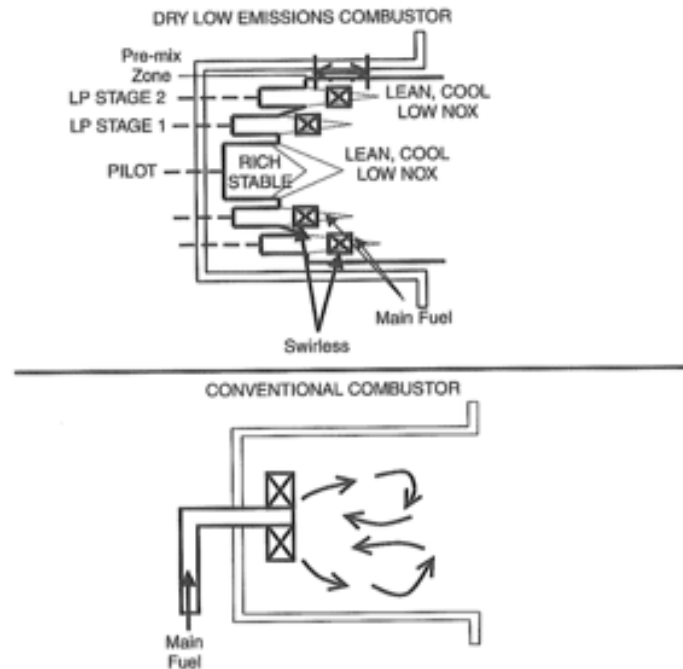 DRY LOW EMISSIONS COMBUSTOR
Pre-mix
Zone
LP STAGE 2
LEAN, COOL
LOW NOX
LP STAGE 1
PILOT
RICH
STABLE
LEAN, COOL
LOW NOX
Main Fuel
Swirless
CONVENTIONAL COMBUSTOR
Main
Fuel